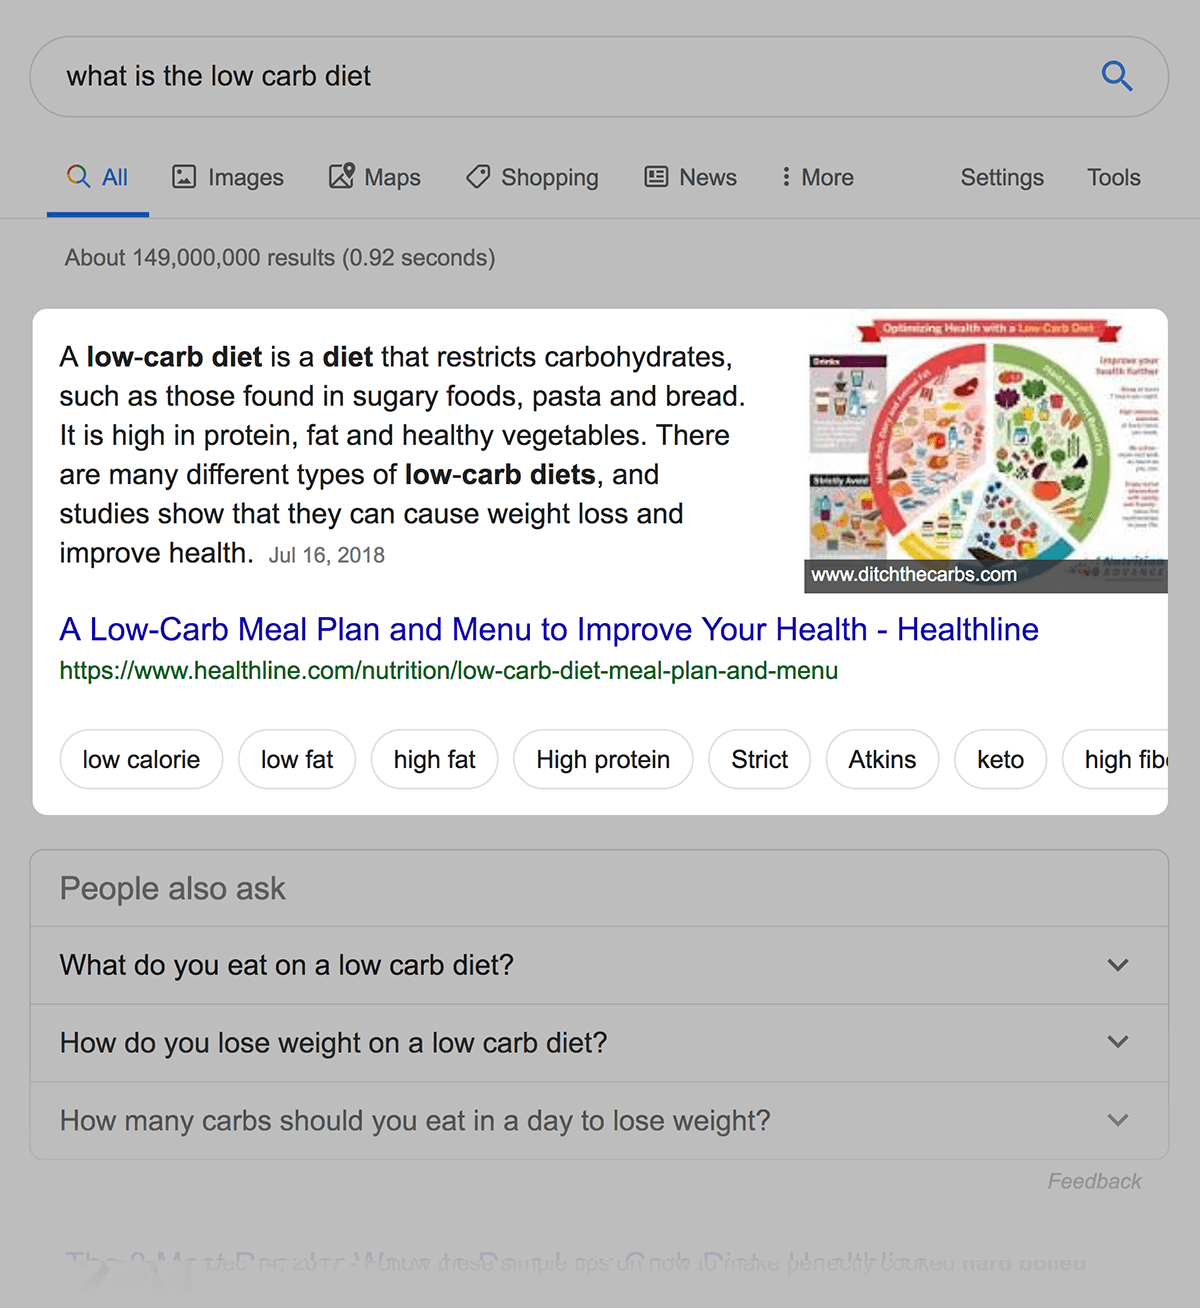 what is the low carb diet
All Images Maps Shopping News More Settings Tools
About 149,000,000 results (0.92 seconds)
A low-carb diet is a diet that restricts carbohydrates,
such as those found in sugary foods, pasta and bread.
It is high in protein, fat and healthy vegetables. There
are many different types of low-carb diets, and
studies show that they can cause weight loss and
improve health. Jul 16, 2018
Optimizing Health with a Low-Carb Diet
Drinks
Improve your
health further
Strictly Avoid
www.ditchthecarbs.com
A Low-Carb Meal Plan and Menu to Improve Your Health - Healthline
https://www.healthline.com/nutrition/low-carb-diet-meal-plan-and-menu
low calorie low fat high fat High protein Strict Atkins keto high fib
People also ask
What do you eat on a low carb diet?
How do you lose weight on a low carb diet?
How many carbs should you eat in a day to lose weight?
Feedback